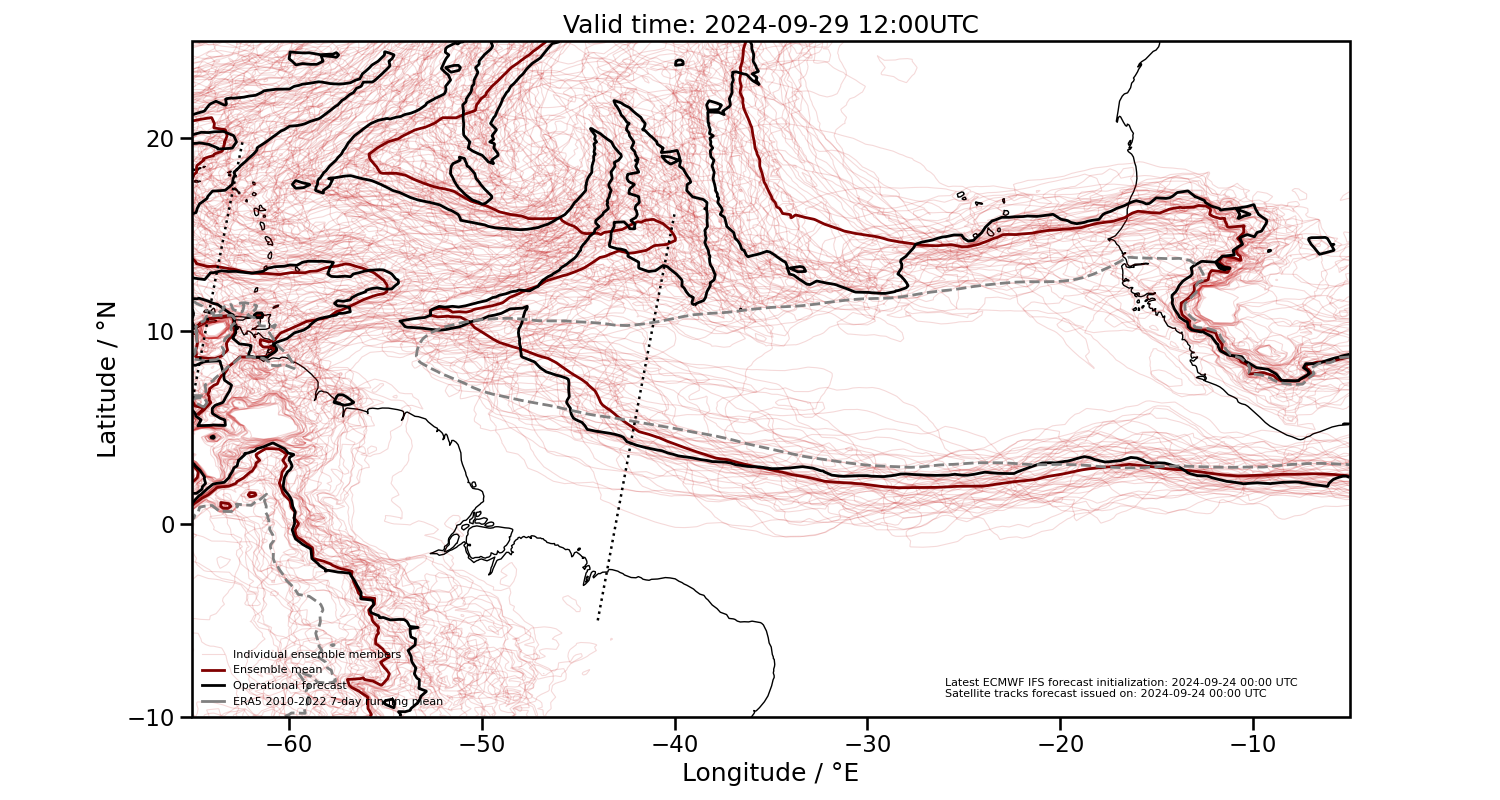 Valid time: 2024-09-29 12:00UTC
Latitude / °N
20
10
0
−10
Individual ensemble members
Ensemble mean
Operational forecast
ERA5 2010-2022 7-day running mean
Latest ECMWF IFS forecast initialization: 2024-09-24 00:00 UTC
Satellite tracks forecast issued on: 2024-09-24 00:00 UTC
−60 −50 −40 −30 −20 −10
Longitude / °E